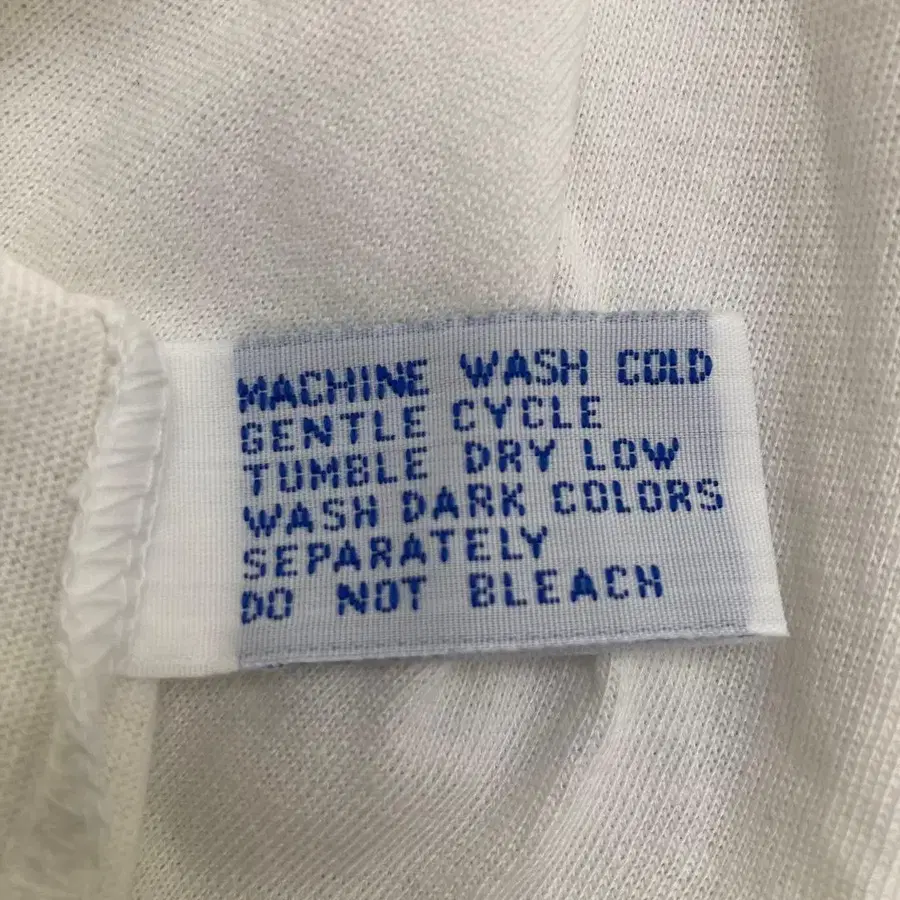 MACHINE WASH COLD
GENTLE CYCLE
TUMBLE DRY LOW
WASH DARK COLORS
SEPARATELY
DO NOT BLEACH